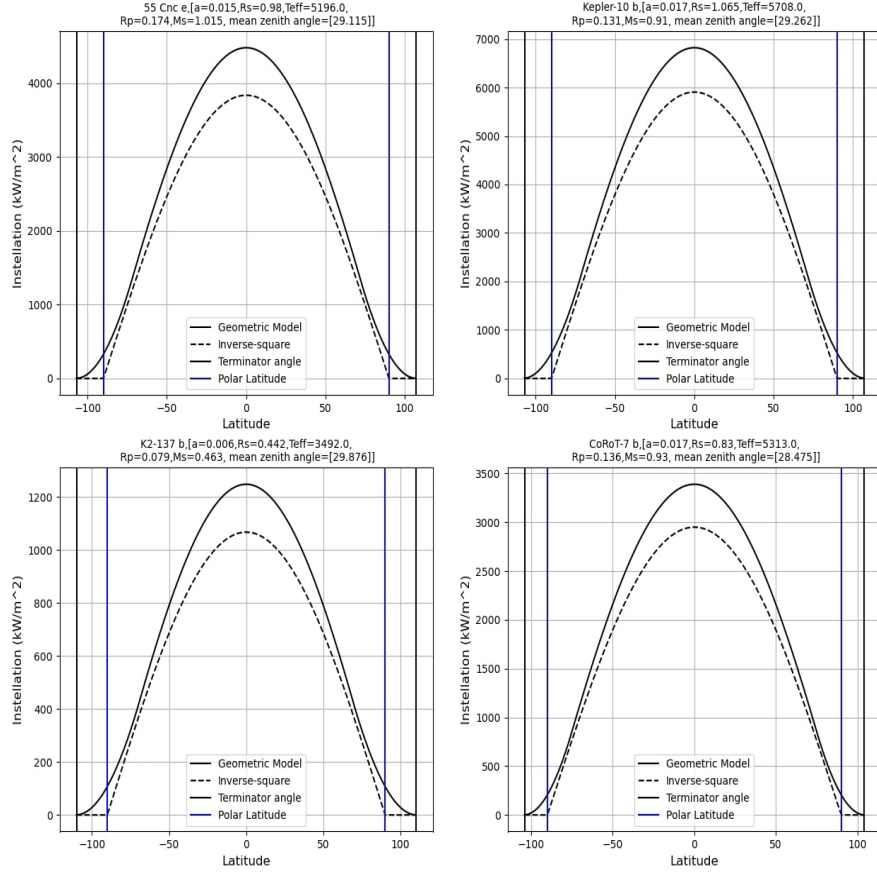 55 Cnc e,[a=0.015,Rs=0.98,Teff=5196.0,
Rp=0.174,Ms=1.015, mean zenith angle=[29.115]]
Instellation (kW/m^2)
4000
3000
2000
1000
0
Geometric Model
Inverse-square
Terminator angle
Polar Latitude
−100
−50
0
50
100
Latitude
Kepler-10 b,[a=0.017,Rs=1.065,Teff=5708.0,
Rp=0.131,Ms=0.91, mean zenith angle=[29.262]]
Instellation (kW/m^2)
7000
6000
5000
4000
3000
2000
1000
0
Geometric Model
Inverse-square
Terminator angle
Polar Latitude
−100
−50
0
50
100
Latitude
K2-137 b,[a=0.006,Rs=0.442,Teff=3492.0,
Rp=0.079,Ms=0.463, mean zenith angle=[29.876]]
Instellation (kW/m^2)
1200
1000
800
600
400
200
0
Geometric Model
Inverse-square
Terminator angle
Polar Latitude
−100
−50
0
50
100
Latitude
CoRoT-7 b,[a=0.017,Rs=0.83,Teff=5313.0,
Rp=0.136,Ms=0.93, mean zenith angle=[28.475]]
Instellation (kW/m^2)
3500
3000
2500
2000
1500
1000
500
0
Geometric Model
Inverse-square
Terminator angle
Polar Latitude
−100
−50
0
50
100
Latitude